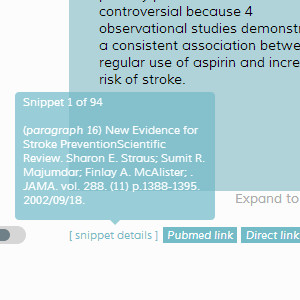 controversial because 4
observational studies demonst
a consistent association betwe
regular use of aspirin and incre
risk of stroke.
Snippet 1 of 94
(paragraph 16) New Evidence for
Stroke PreventionScientific
Review. Sharon E. Straus; Sumit R.
Majumdar; Finlay A. McAlister; .
JAMA. vol. 288. (11) p.1388-1395.
2002/09/18.
Expand to
[ snippet details ] Pubmed link Direct link